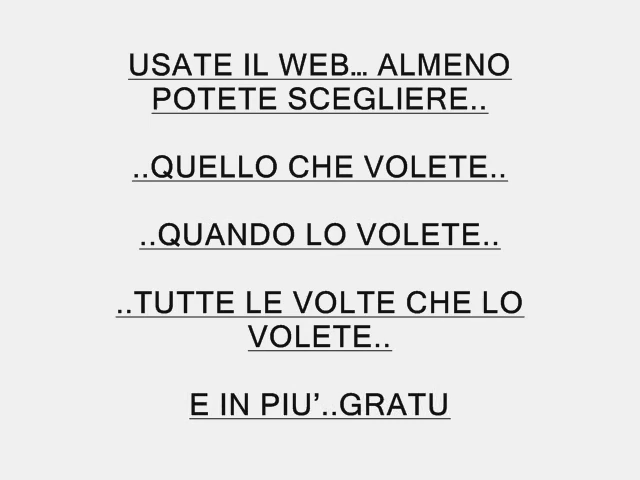 USATE IL WEB... ALMENO
POTETE SCEGLIERE..
..QUELLO CHE VOLETE..
..QUANDO LO VOLETE..
..TUTTE LE VOLTE CHE LO
VOLETE..
E IN PIU’..GRATU